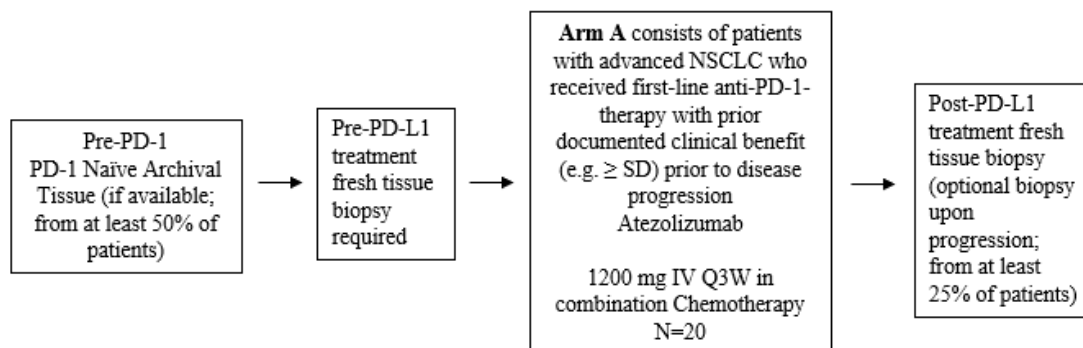 Pre-PD-1
PD-1 Naïve Archival
Tissue (if available;
from at least 50% of
patients)
Pre-PD-L1
treatment
fresh tissue
biopsy
required
Arm A consists of patients
with advanced NSCLC who
received first-line anti-PD-1-
therapy with prior
documented clinical benefit
(e.g. ≥ SD) prior to disease
progression
Atezolizumab
1200 mg IV Q3W in
combination Chemotherapy
N=20
Post-PD-L1
treatment fresh
tissue biopsy
(optional biopsy
upon
progression;
from at least
25% of patients)